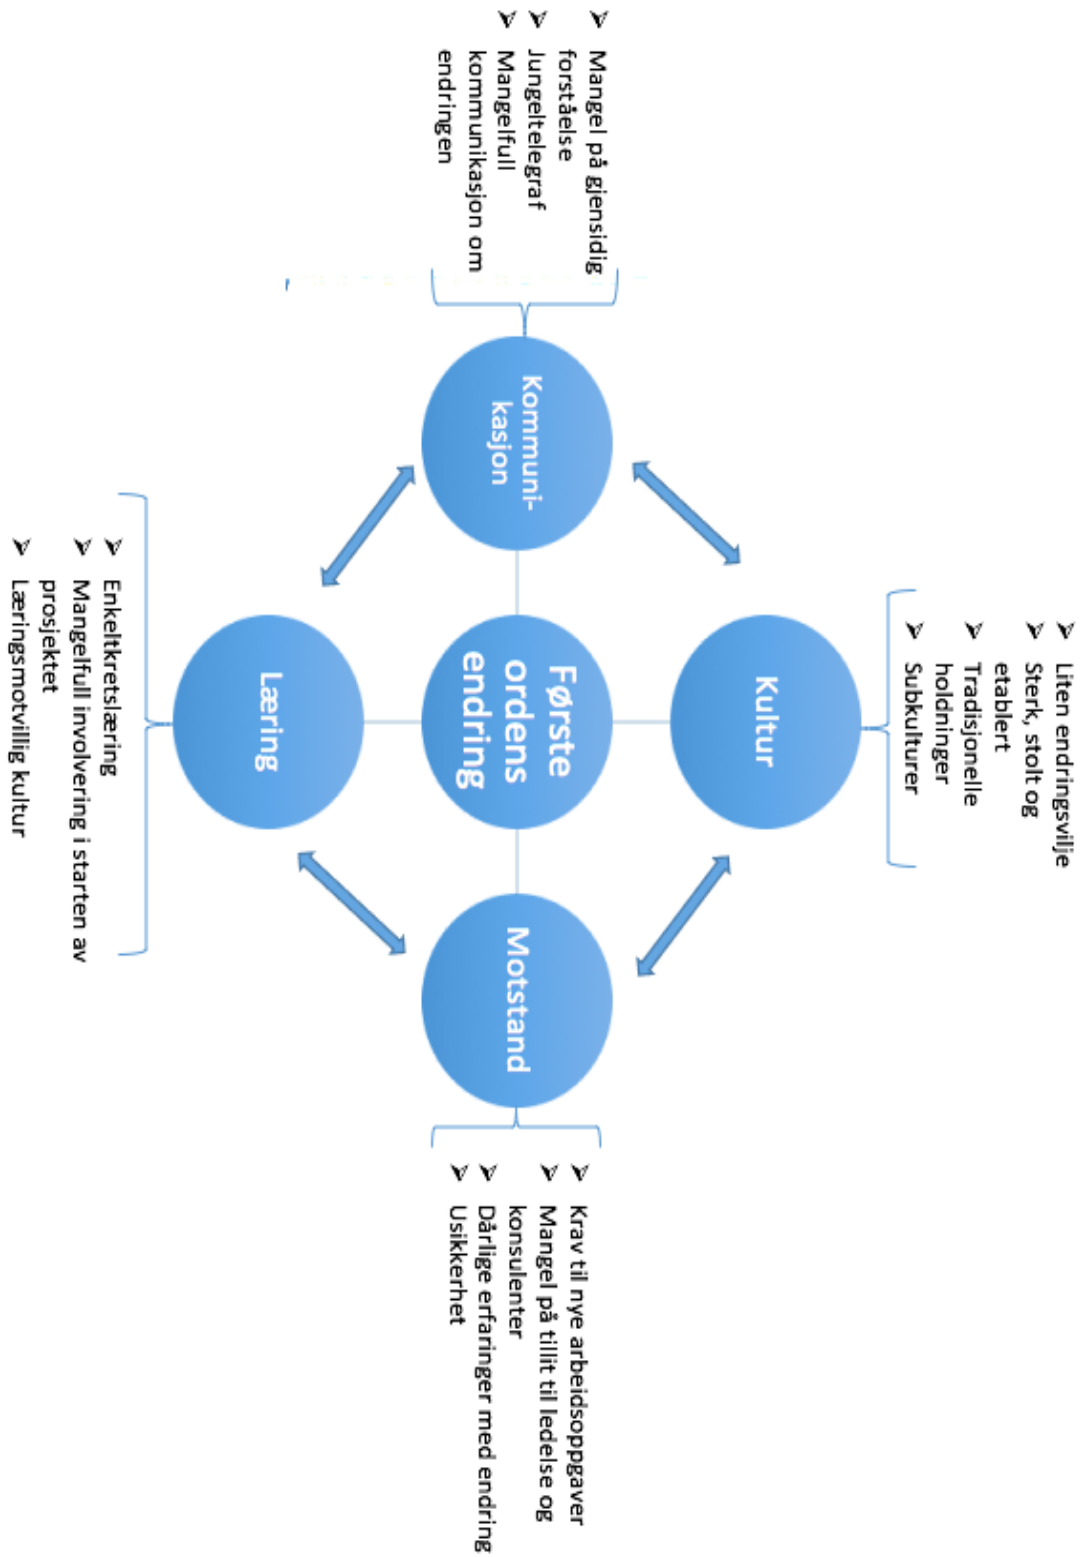 Liten endringsvilje
Sterk, stolt og
etablert
Tradisjonelle
holdninger
Subkulturer
Kultur
Mangel på gjensidig
forståelse
Jungeltelegraf
Mangelfull
kommunikasjon om
endringen
Kommuni-
kasjon
Første
ordens
endring
Motstand
Krav til nye arbeidsoppgaver
Mangel på tillit til ledelse og
konsulenter
Dårlige erfaringer med endring
Usikkerhet
Læring
Enkeltkretslæring
Mangelfull involvering i starten av
prosjektet
Læringsmotvillig kultur